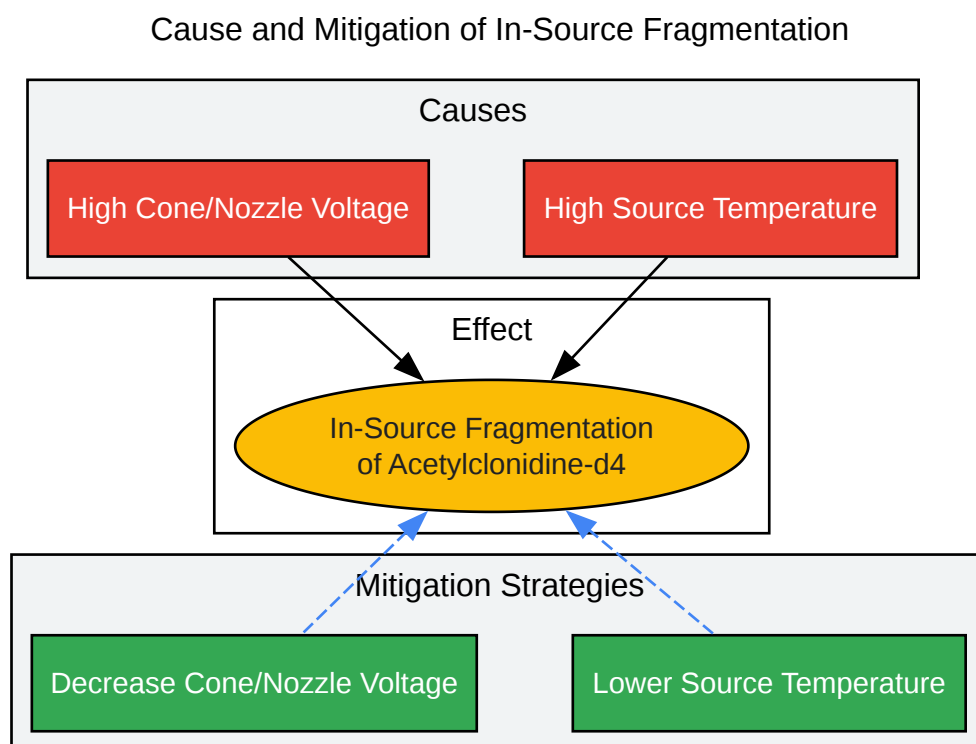 Cause and Mitigation of In-Source Fragmentation
Causes
High Cone/Nozzle Voltage
High Source Temperature
Effect
In-Source Fragmentation
of Acetylclonidine-d4
Mitigation Strategies
Decrease Cone/Nozzle Voltage
Lower Source Temperature